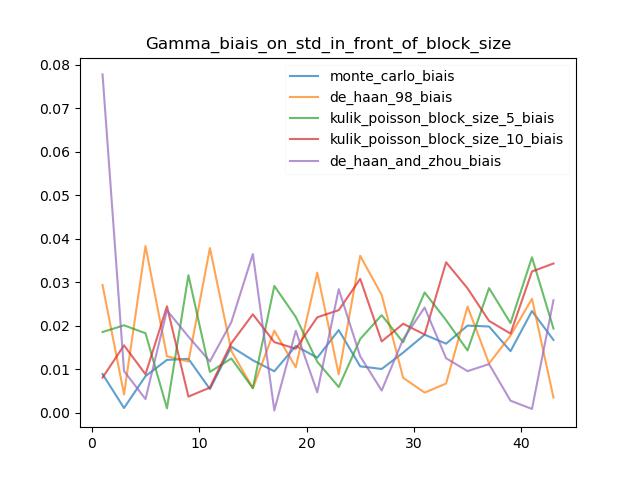 Gamma_biais_on_std_in_front_of_block_size
0.08
0.07
0.06
0.05
0.04
0.03
0.02
0.01
0.00
monte_carlo_biais
de_haan_98_biais
kulik_poisson_block_size_5_biais
kulik_poisson_block_size_10_biais
de_haan_and_zhou_biais
0 10 20 30 40